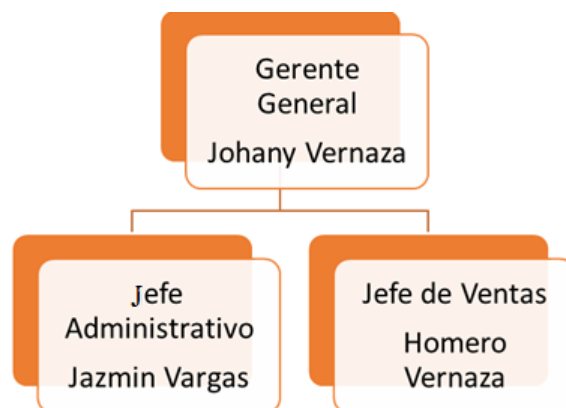 Gerente
General
Johany Vernaza
Jefe
Administrativo
Jazmin Vargas
Jefe de Ventas
Homero
Vernaza